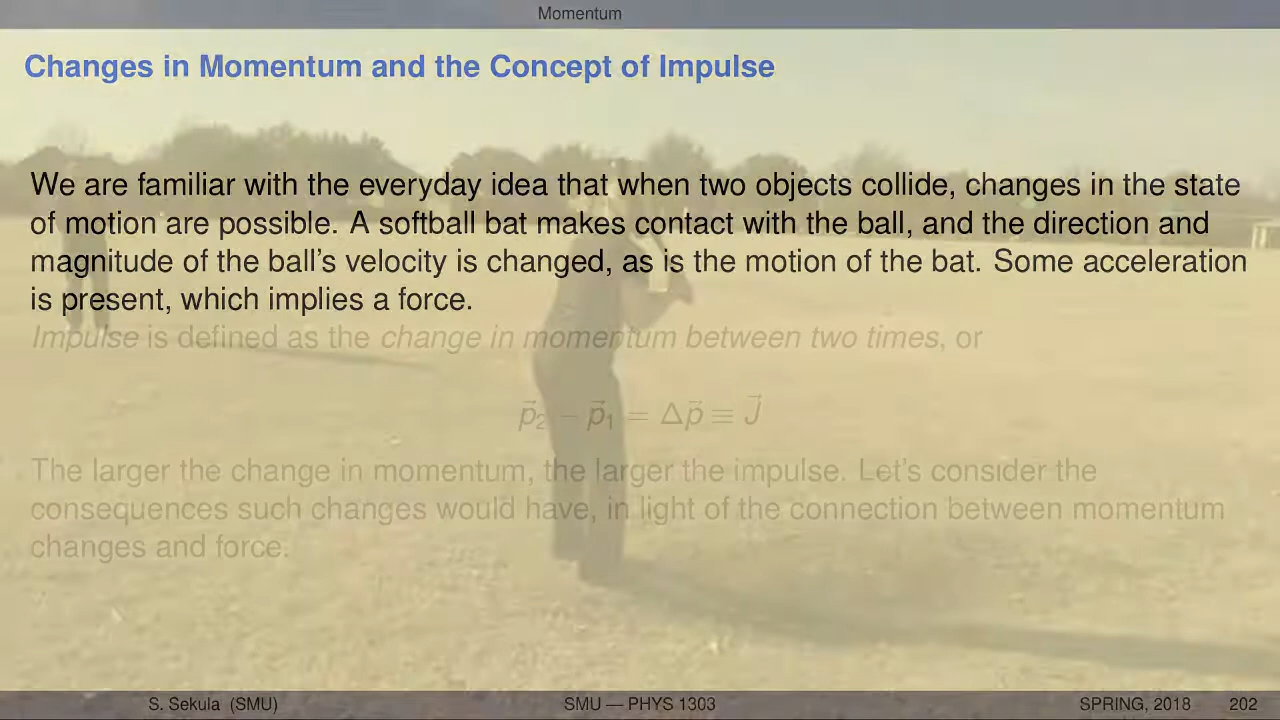 Momentum
Changes in Momentum and the Concept of Impulse
We are familiar with the everyday idea that when two objects collide, changes in the state
of motion are possible. A softball bat makes contact with the ball, and the direction and
magnitude of the ball's velocity is changed, as is the motion of the bat. Some acceleration
is present, which implies a force.
Impulse is defined as the change in momentum between two times, or
p⃗₂ − p⃗₁ = Δp⃗ ≡ J⃗
The larger the change in momentum, the larger the impulse. Let's consider the
consequences such changes would have, in light of the connection between momentum
changes and force.
S. Sekula (SMU) SMU — PHYS 1303 SPRING, 2018 202